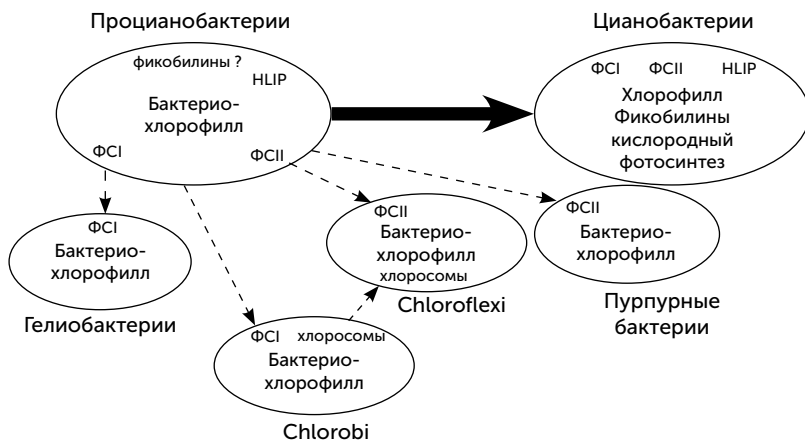 Процианобактерии
фикобилины ?
HLIP
Бактерио-
хлорофилл
ФСI
ФСII
Цианобактерии
ФСI ФСII HLIP
Хлорофилл
Фикобилины
кислородный
фотосинтез
ФСI
Бактерио-
хлорофилл
Гелиобактерии
ФСII
Бактерио-
хлорофилл
хлоросомы
Chloroflexi
ФСII
Бактерио-
хлорофилл
Пурпурные
бактерии
ФСI хлоросомы
Бактерио-
хлорофилл
Chlorobi